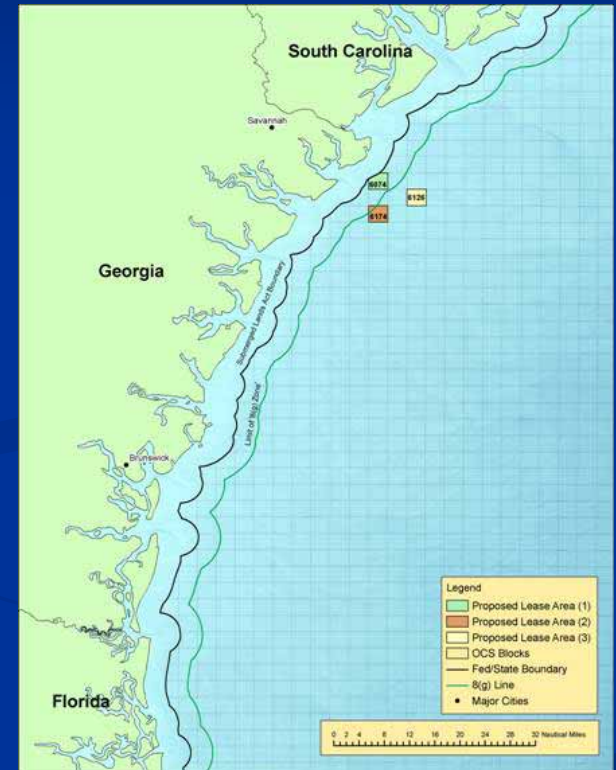 South Carolina
Savannah
6074
6126
6174
Georgia
Submerged Lands Act Boundary
Limit of '8(g) Zone'
Brunswick
Florida
Legend
Proposed Lease Area (1)
Proposed Lease Area (2)
Proposed Lease Area (3)
OCS Blocks
Fed/State Boundary
8(g) Line
Major Cities
0 2 4 8 12 16 20 24 28 32 Nautical Miles